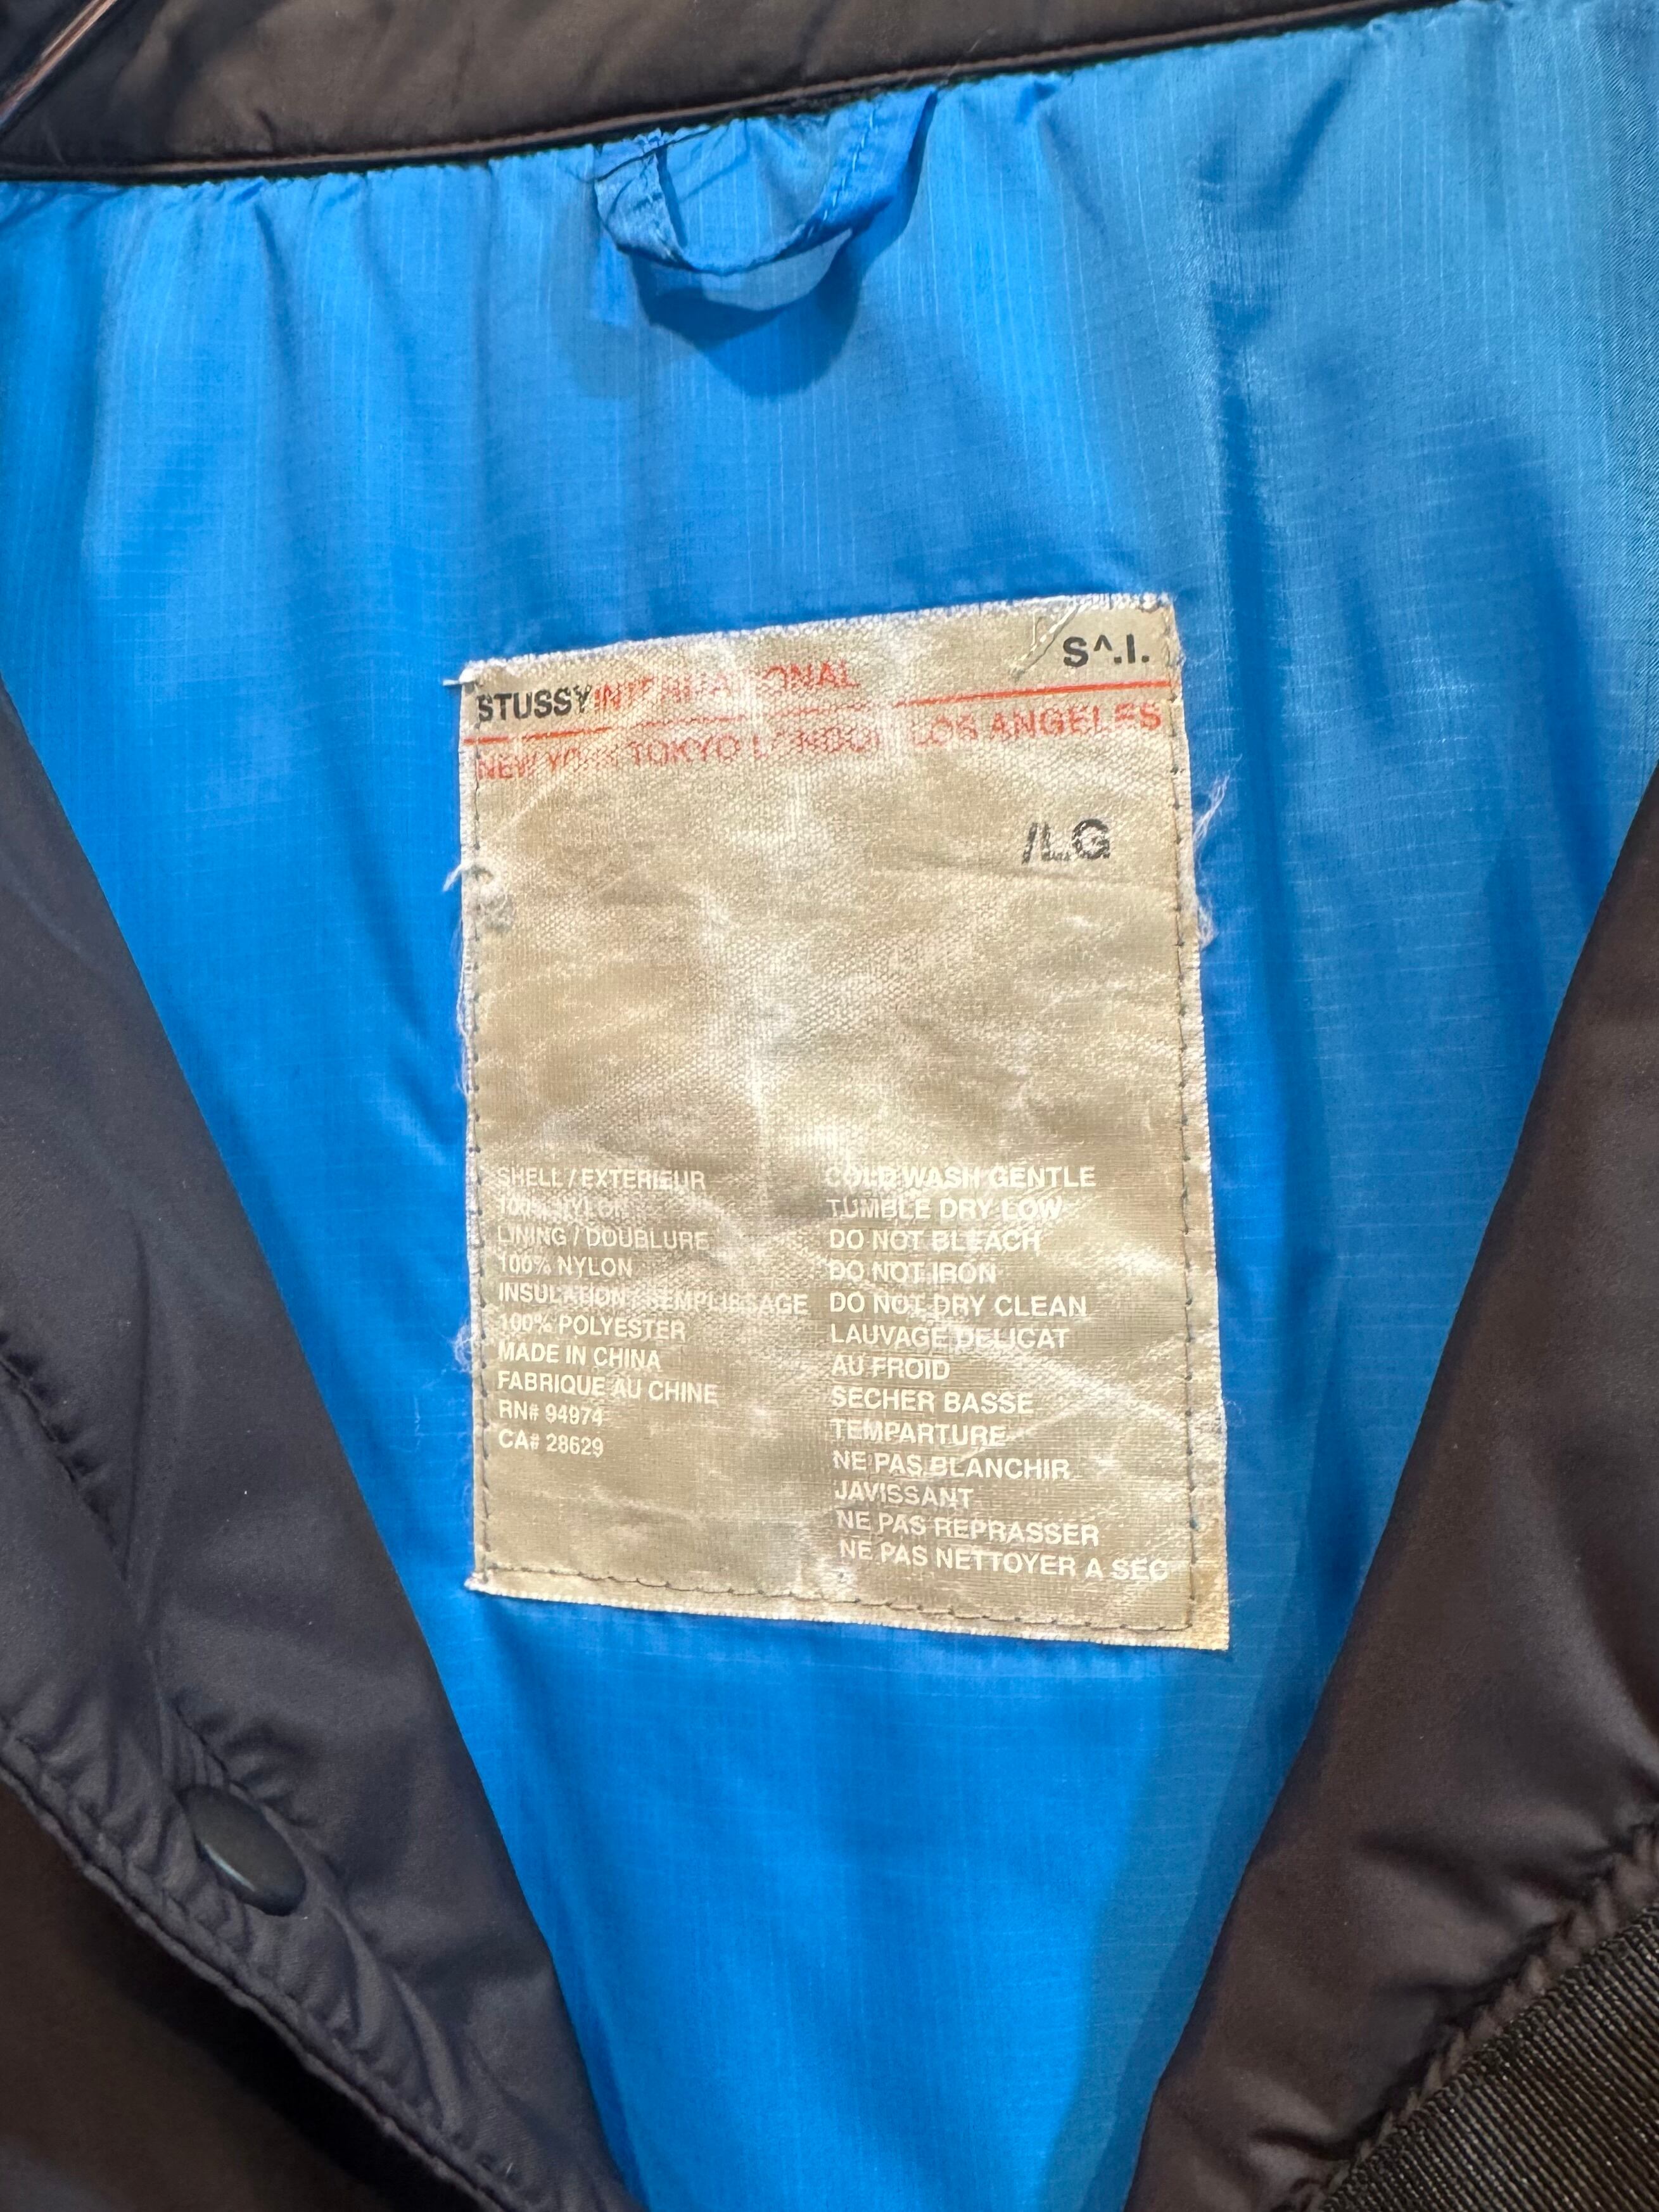 S^.I.
STUSSY INTERNATIONAL
NEW YORK TOKYO LONDON LOS ANGELES
/LG
SHELL / EXTERIEUR
100% NYLON
LINING / DOUBLURE
100% NYLON
INSULATION / SEMPLISSAGE
100% POLYESTER
MADE IN CHINA
FABRIQUE AU CHINE
RN# 94974
CA# 28629
COLD WASH GENTLE
TUMBLE DRY LOW
DO NOT BLEACH
DO NOT IRON
DO NOT DRY CLEAN
LAUVAGE DELICAT
AU FROID
SECHER BASSE
TEMPARTURE
NE PAS BLANCHIR
JAVISSANT
NE PAS REPRASSER
NE PAS NETTOYER A SEC